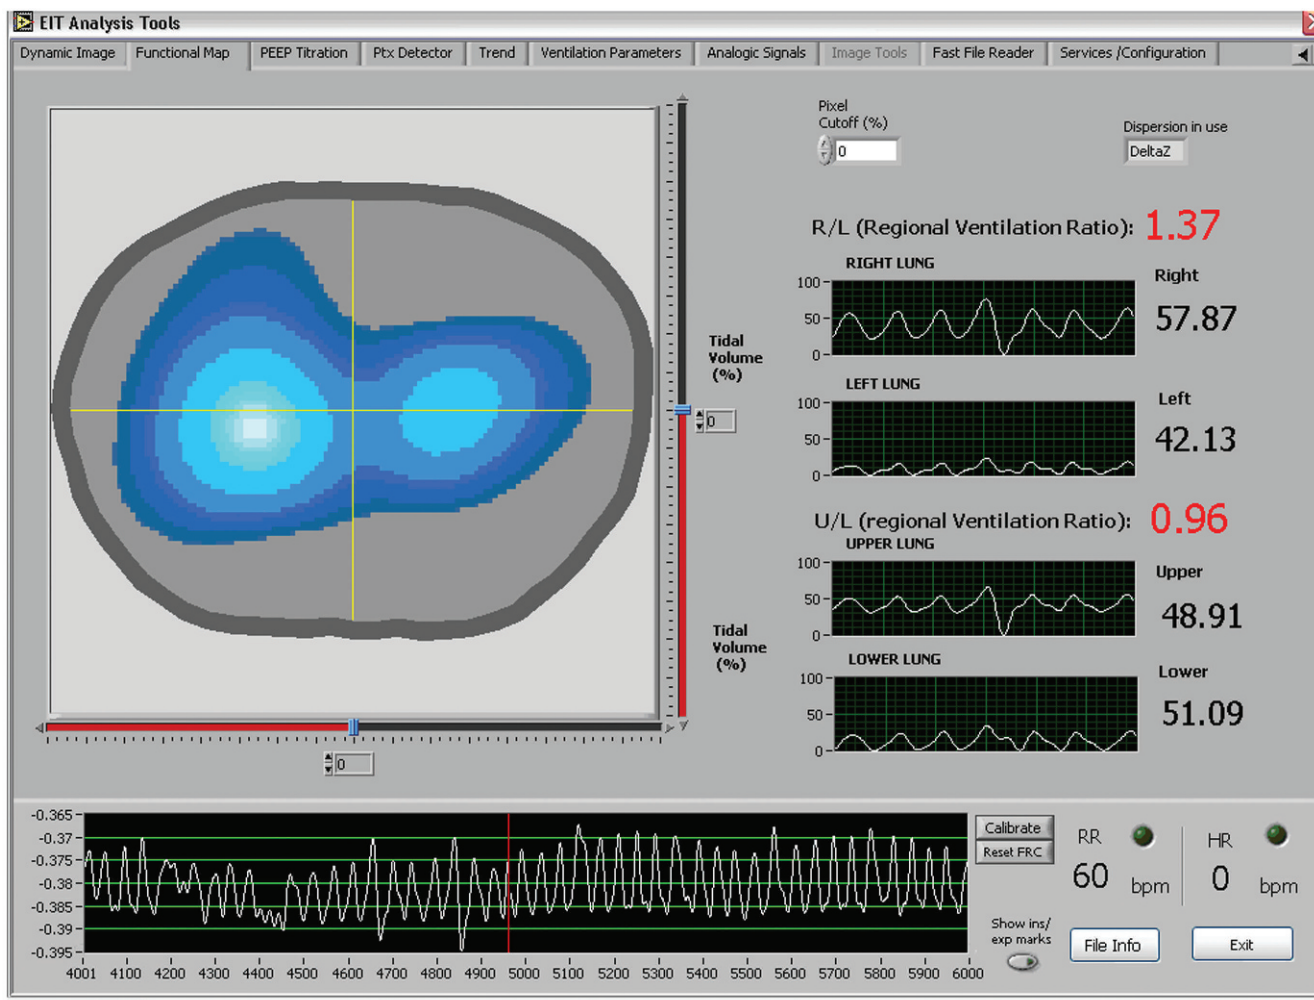 EIT Analysis Tools
Dynamic Image Functional Map PEEP Titration Ptx Detector Trend Ventilation Parameters Analogic Signals Image Tools Fast File Reader Services /Configuration
Pixel
Cutoff (%)
0
Dispersion in use
DeltaZ
R/L (Regional Ventilation Ratio): 1.37
RIGHT LUNG
100
50
0
Right
57.87
Tidal
Volume
(%)
0
LEFT LUNG
100
50
0
Left
42.13
U/L (regional Ventilation Ratio): 0.96
UPPER LUNG
100
50
0
Upper
48.91
Tidal
Volume
(%)
LOWER LUNG
100
50
0
Lower
51.09
0
-0.365
-0.37
-0.375
-0.38
-0.385
-0.39
-0.395
4001 4100 4200 4300 4400 4500 4600 4700 4800 4900 5000 5100 5200 5300 5400 5500 5600 5700 5800 5900 6000
Calibrate
Reset FRC
RR
60 bpm
HR
0 bpm
Show ins/
exp marks
File Info
Exit